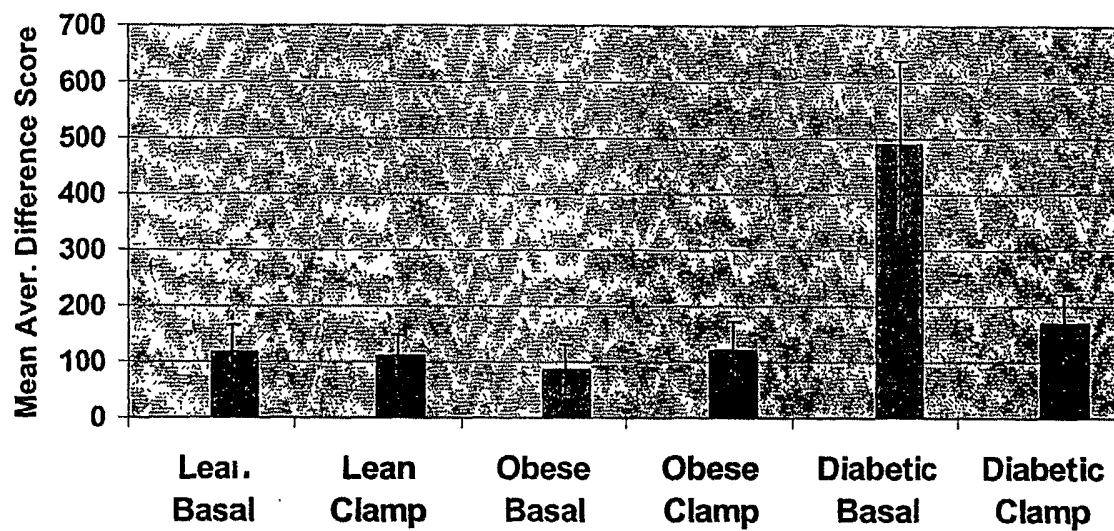 Mean Aver. Difference Score
700
600
500
400
300
200
100
0
Lean Lean Obese Obese Diabetic Diabetic
Basal Clamp Basal Clamp Basal Clamp